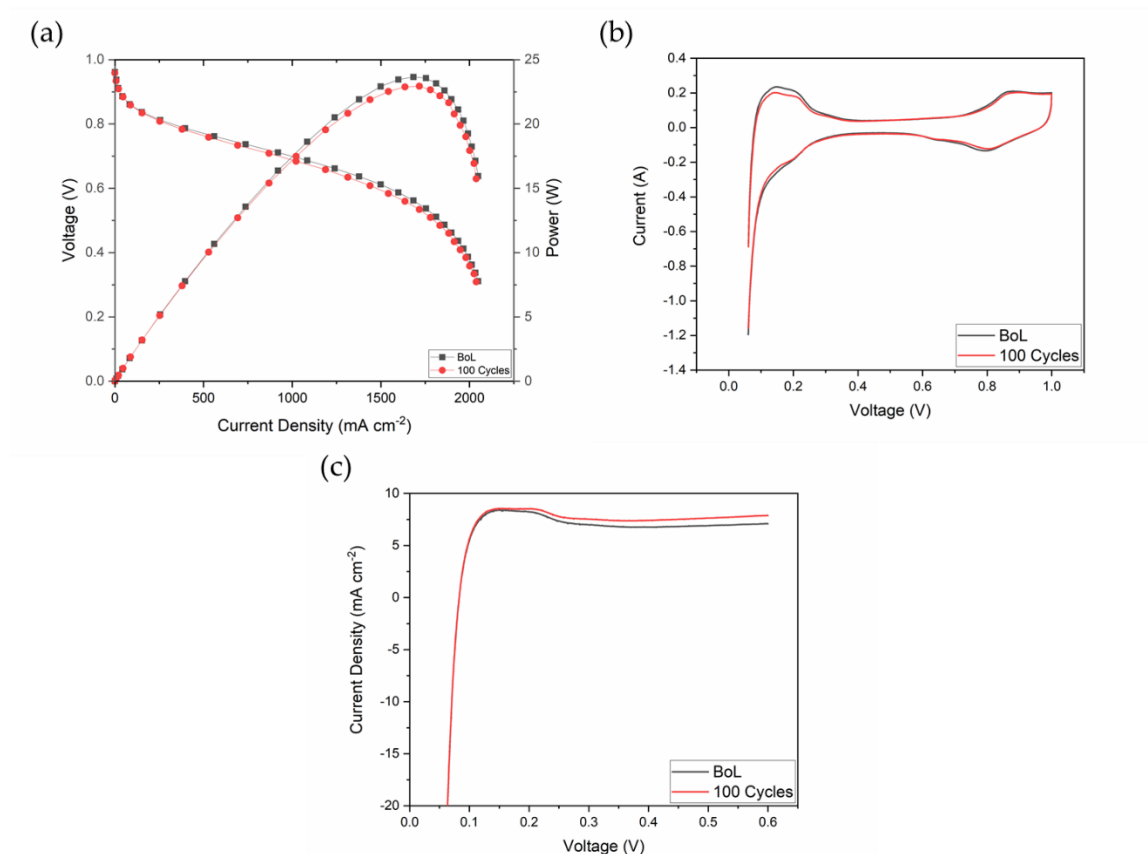 (a)
1.0
0.8
0.6
0.4
0.2
0.0
Voltage (V)
25
20
15
10
5
0
Power (W)
BoL
100 Cycles
0 500 1000 1500 2000
Current Density (mA cm⁻²)
(b)
0.4
0.2
0.0
-0.2
-0.4
-0.6
-0.8
-1.0
-1.2
-1.4
Current (A)
BoL
100 Cycles
0.0 0.2 0.4 0.6 0.8 1.0
Voltage (V)
(c)
10
5
0
-5
-10
-15
-20
Current Density (mA cm⁻²)
BoL
100 Cycles
0.0 0.1 0.2 0.3 0.4 0.5 0.6
Voltage (V)